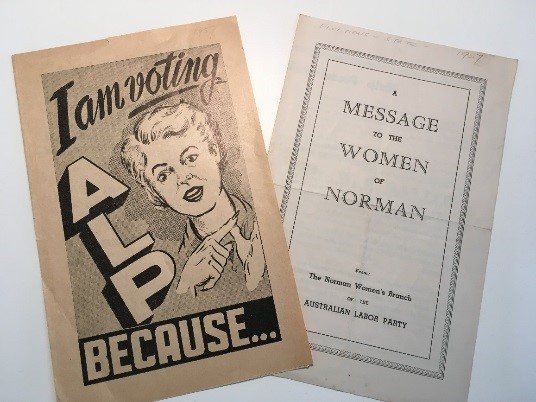 I am voting
ALP
BECAUSE...
A
MESSAGE
TO THE
WOMEN
OF
NORMAN
From
The Norman Women's Branch
OF THE
AUSTRALIAN LABOR PARTY